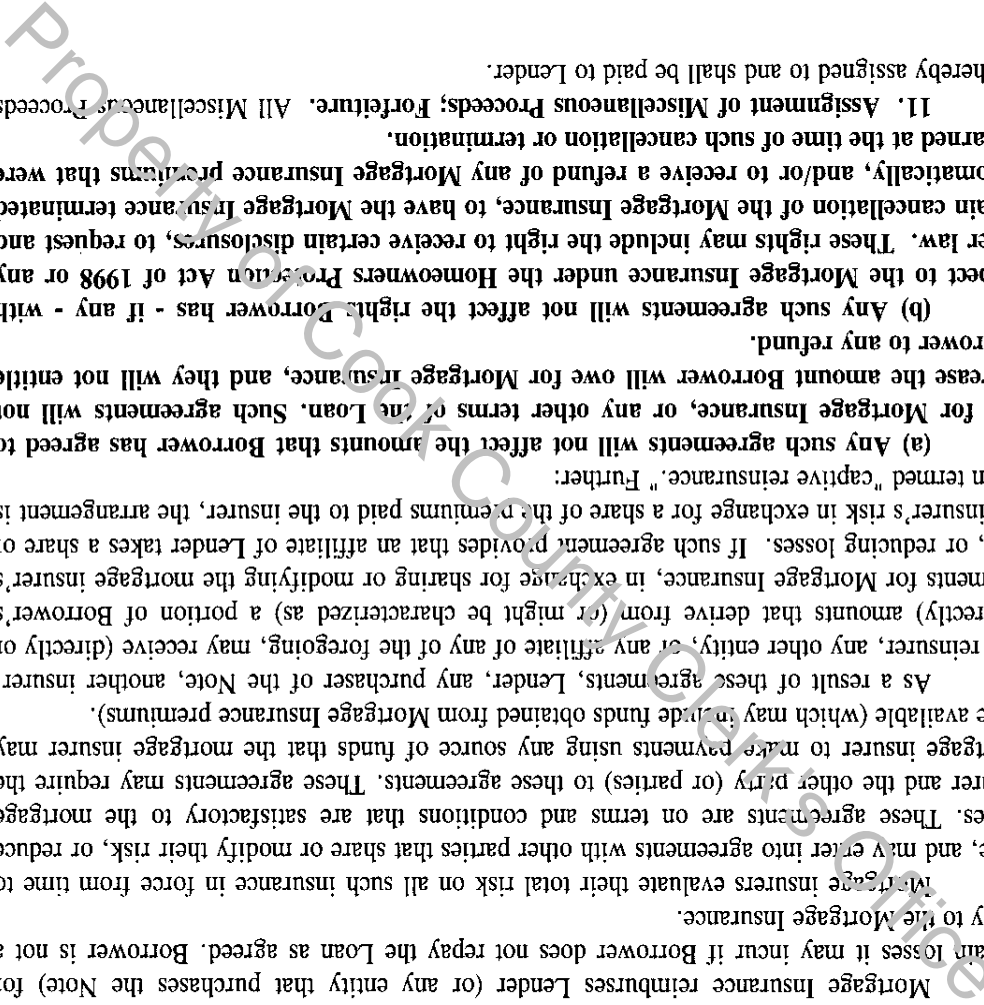 Mortgage Insurance reimburses Lender (or any entity that purchases the Note) for
ain losses it may incur if Borrower does not repay the Loan as agreed. Borrower is not a
y to the Mortgage Insurance.
Mortgage insurers evaluate their total risk on all such insurance in force from time to
e, and may enter into agreements with other parties that share or modify their risk, or reduce
es. These agreements are on terms and conditions that are satisfactory to the mortgage
urer and the other party (or parties) to these agreements. These agreements may require the
tgage insurer to make payments using any source of funds that the mortgage insurer may
e available (which may include funds obtained from Mortgage Insurance premiums).
As a result of these agreements, Lender, any purchaser of the Note, another insurer,
reinsurer, any other entity, or any affiliate of any of the foregoing, may receive (directly or
rectly) amounts that derive from (or might be characterized as) a portion of Borrower's
ments for Mortgage Insurance, in exchange for sharing or modifying the mortgage insurer's
, or reducing losses. If such agreement provides that an affiliate of Lender takes a share of
insurer's risk in exchange for a share of the premiums paid to the insurer, the arrangement is
n termed "captive reinsurance." Further:
(a) Any such agreements will not affect the amounts that Borrower has agreed to
for Mortgage Insurance, or any other terms of the Loan. Such agreements will not
rease the amount Borrower will owe for Mortgage Insurance, and they will not entitle
rower to any refund.
(b) Any such agreements will not affect the rights Borrower has - if any - with
pect to the Mortgage Insurance under the Homeowners Protection Act of 1998 or any
er law. These rights may include the right to receive certain disclosures, to request and
ain cancellation of the Mortgage Insurance, to have the Mortgage Insurance terminated
omatically, and/or to receive a refund of any Mortgage Insurance premiums that were
arned at the time of such cancellation or termination.
11. Assignment of Miscellaneous Proceeds; Forfeiture. All Miscellaneous Proceeds
hereby assigned to and shall be paid to Lender.
Property of Cook County Clerk's Office